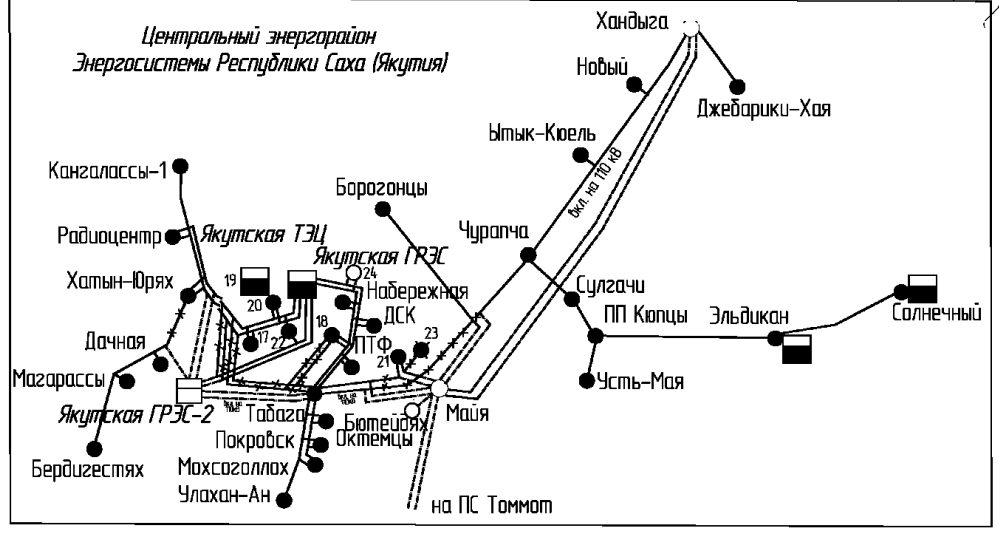 Центральный энергорайон
Энергосистемы Республики Саха (Якутия)
Хандыга
Новый
Джебарики-Хая
Ытык-Кюель
вкл. на 110 кВ
Кангалассы-1
Борогонцы
Радиоцентр
Якутская ТЭЦ
Чурапча
Якутская ГРЭС
Хатын-Юрях
19
24
Набережная
20
Сулгачи
Солнечный
ДСК
ПП Кюпцы
Эльдикан
Дачная
17
22
18
ПТФ
23
21
Магарассы
Усть-Мая
Якутская ГРЭС-2
Табага
Бютейдях
Майя
Покровск
Октемцы
Бердигестях
Мохсоголлох
Улахан-Ан
на ПС Томмот